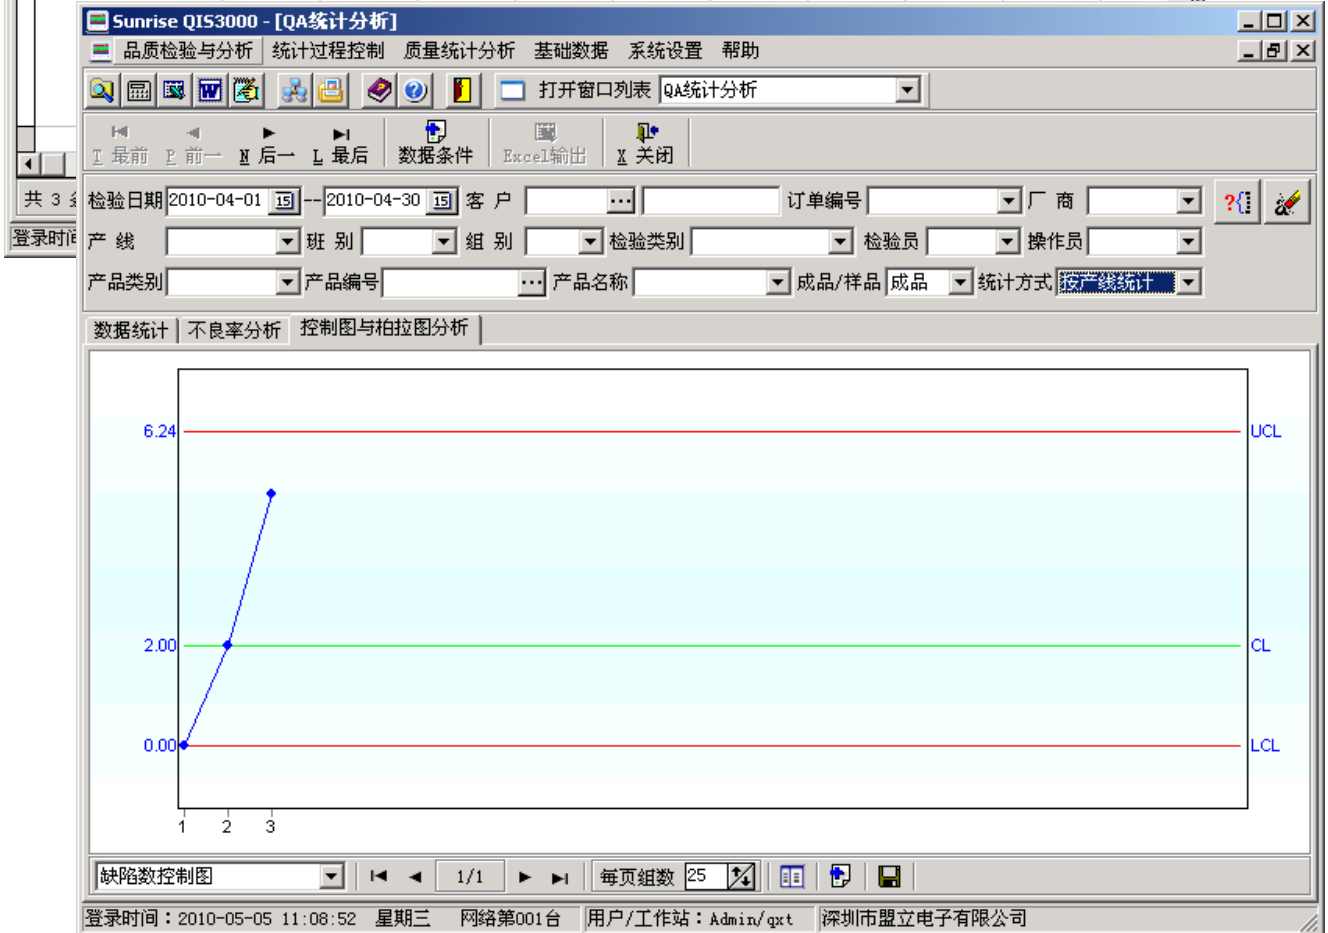 Sunrise QIS3000 - [QA统计分析]
品质检验与分析 统计过程控制 质量统计分析 基础数据 系统设置 帮助
打开窗口列表 QA统计分析
T 最前 P 前一 N 后一 L 最后 数据条件 Excel输出 X 关闭
共 3
检验日期 2010-04-01 15 -- 2010-04-30 15 客 户 ... 订单编号 厂 商 ?{
登录时
产 线 班 别 组 别 检验类别 检验员 操作员
产品类别 产品编号 ... 产品名称 成品/样品 成品 统计方式 按产线统计
数据统计 不良率分析 控制图与柏拉图分析
6.24 UCL
2.00 CL
0.00 LCL
1 2 3
缺陷数控制图 1/1 每页组数 25
登录时间：2010-05-05 11:08:52 星期三 网络第001台 用户/工作站：Admin/qxt 深圳市盟立电子有限公司